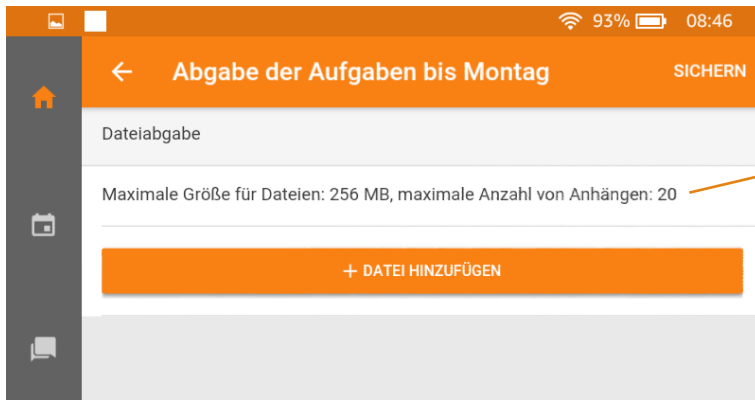 93% 08:46
Abgabe der Aufgaben bis Montag SICHERN
Dateiabgabe
Maximale Größe für Dateien: 256 MB, maximale Anzahl von Anhängen: 20
+ DATEI HINZUFÜGEN